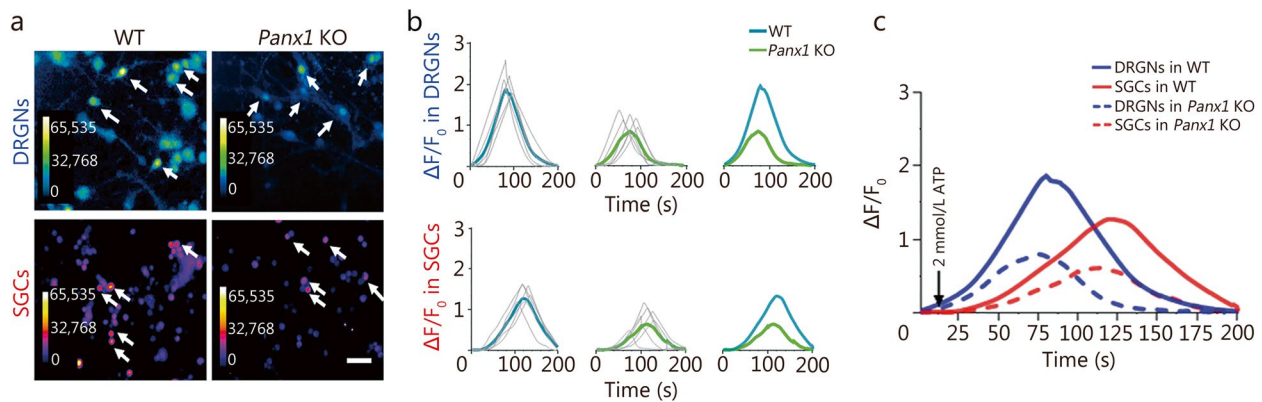 a
WT
Panx1 KO
DRGNs
65,535
32,768
0
65,535
32,768
0
SGCs
65,535
32,768
0
65,535
32,768
0
b
WT
Panx1 KO
ΔF/F₀ in DRGNs
3
2
1
0 100 200
0 100 200
0 100 200
Time (s)
ΔF/F₀ in SGCs
3
2
1
0 100 200
0 100 200
0 100 200
Time (s)
c
DRGNs in WT
SGCs in WT
DRGNs in Panx1 KO
SGCs in Panx1 KO
ΔF/F₀
3
2
1
2 mmol/L ATP
0 25 50 75 100 125 150 175 200
Time (s)